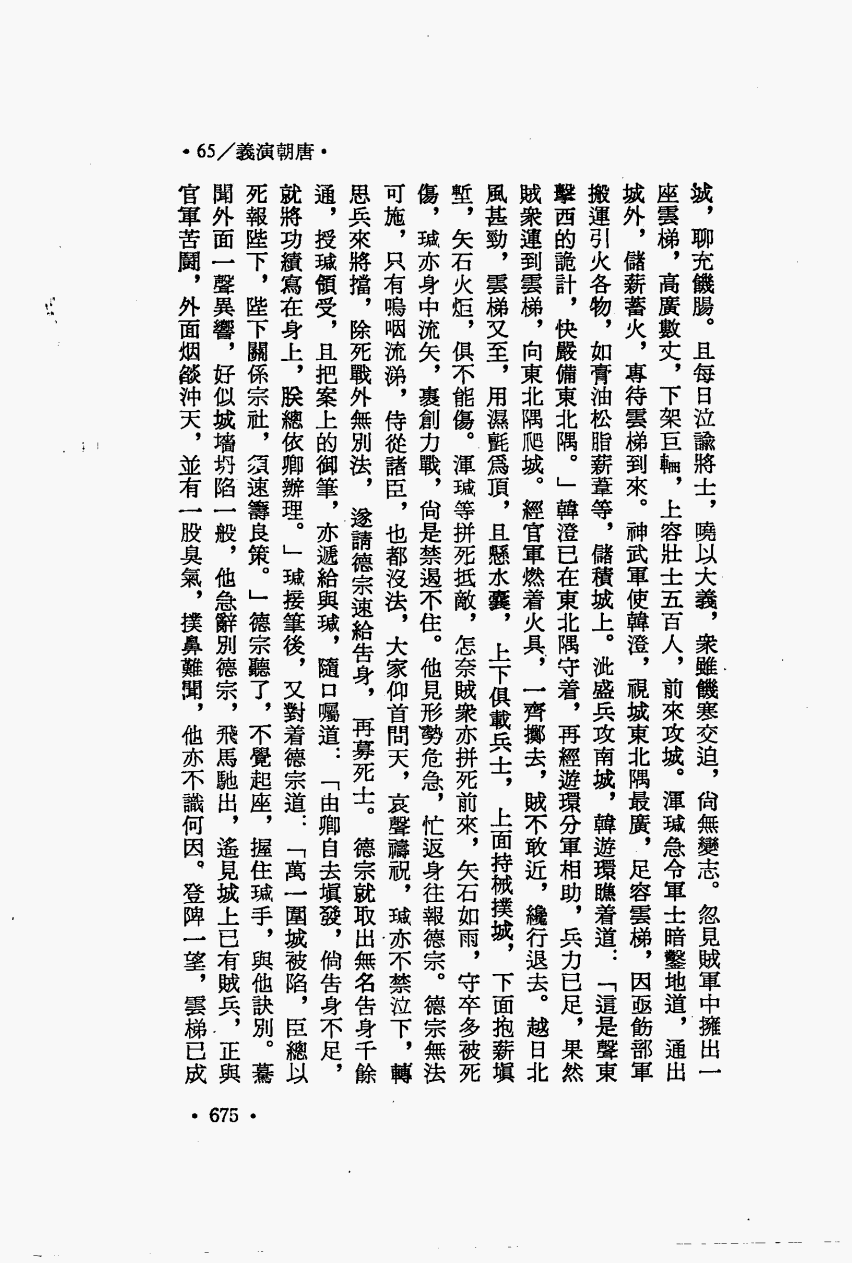 •65／義演朝唐•
城，聊充饑腸。且每日泣諭將士，曉以大義，衆雖饑寒交迫，尙無變志。忽見賊軍中擁出一
座雲梯，高廣數丈，下架巨輀，上容壯士五百人，前來攻城。渾瑊急令軍士暗鑿地道，通出
城外，儲薪蓄火，專待雲梯到來。神武軍使韓澄，視城東北隅最廣，足容雲梯，因亟飭部軍
搬運引火各物，如膏油松脂薪葦等，儲積城上。泚盛兵攻南城，韓遊環瞧着道：「這是聲東
擊西的詭計，快嚴備東北隅。」韓澄已在東北隅守着，再經遊環分軍相助，兵力已足，果然
賊衆運到雲梯，向東北隅爬城。經官軍燃着火具，一齊擲去，賊不敢近，纔行退去。越日北
風甚勁，雲梯又至，用濕氈爲頂，且懸水囊，上下俱載兵士，上面持械撲城，下面抱薪塡
塹，矢石火炬，俱不能傷。渾瑊等拼死抵敵，怎奈賊衆亦拼死前來，矢石如雨，守卒多被死
傷，瑊亦身中流矢，裹創力戰，尙是禁遏不住。他見形勢危急，忙返身往報德宗。德宗無法
可施，只有嗚咽流涕，侍從諸臣，也都沒法，大家仰首問天，哀聲禱祝，瑊亦不禁泣下，轉
思兵來將擋，除死戰外無別法，遂請德宗速給告身，再募死士。德宗就取出無名告身千餘
通，授瑊領受，且把案上的御筆，亦遞給與瑊，隨口囑道：「由卿自去塡發，倘告身不足，
就將功績寫在身上，朕總依卿辦理。」瑊接筆後，又對着德宗道：「萬一圍城被陷，臣總以
死報陛下，陛下關係宗社，須速籌良策。」德宗聽了，不覺起座，握住瑊手，與他訣別。驀
聞外面一聲異響，好似城墻坍陷一般，他急辭別德宗，飛馬馳出，遙見城上已有賊兵，正與
官軍苦鬪，外面烟燄沖天，並有一股臭氣，撲鼻難聞，他亦不識何因。登陴一望，雲梯已成
•675•